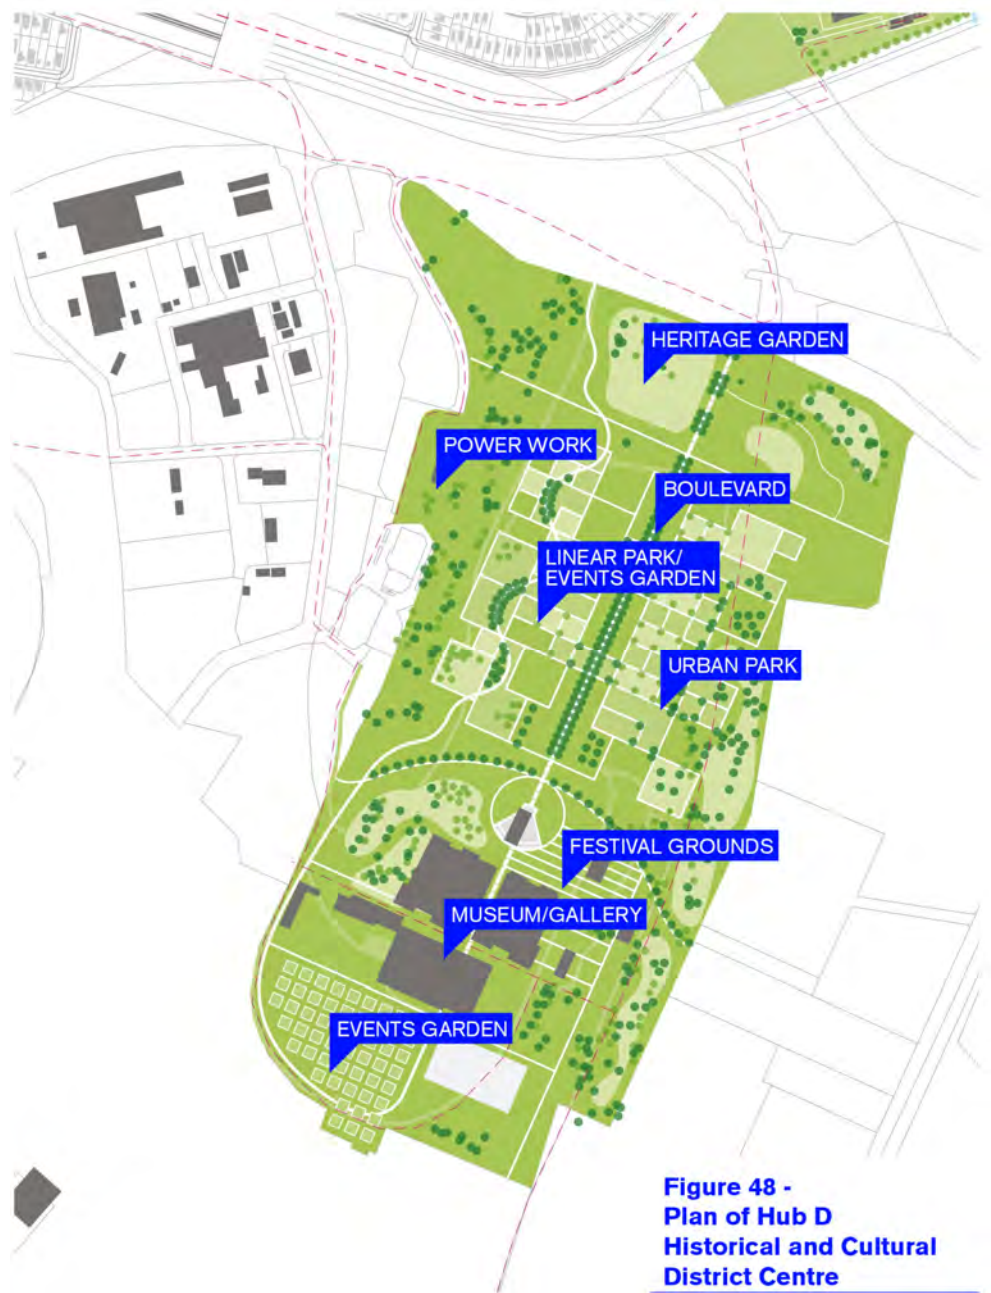 HERITAGE GARDEN
POWER WORK
BOULEVARD
LINEAR PARK/
EVENTS GARDEN
URBAN PARK
FESTIVAL GROUNDS
MUSEUM/GALLERY
EVENTS GARDEN
Figure 48 -
Plan of Hub D
Historical and Cultural
District Centre